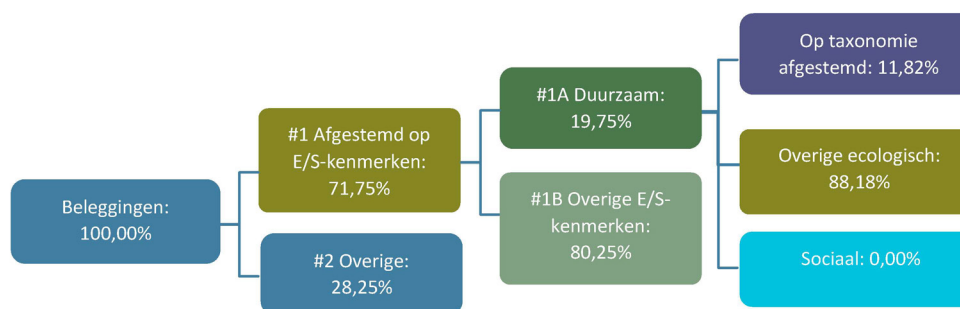 Beleggingen:
100,00%
#1 Afgestemd op
E/S-kenmerken:
71,75%
#2 Overige:
28,25%
#1A Duurzaam:
19,75%
#1B Overige E/S-
kenmerken:
80,25%
Op taxonomie
afgestemd: 11,82%
Overige ecologisch:
88,18%
Sociaal: 0,00%